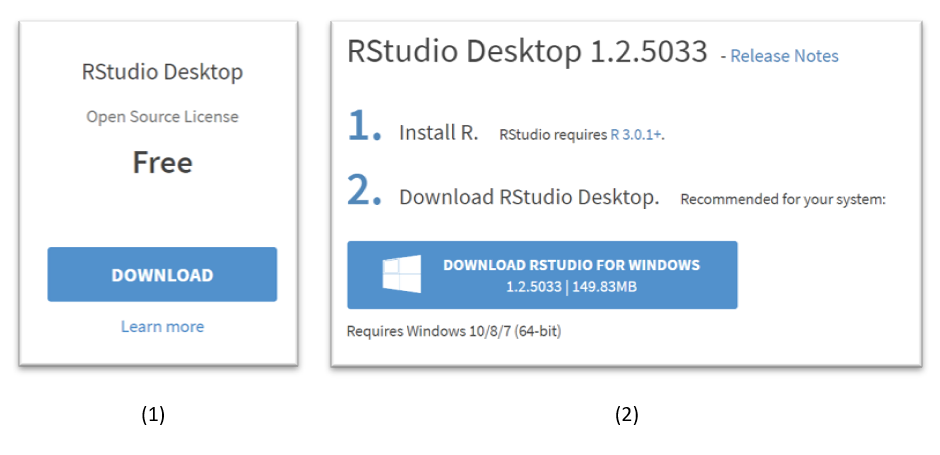 RStudio Desktop
Open Source License
Free
DOWNLOAD
Learn more
(1)
RStudio Desktop 1.2.5033 - Release Notes
1. Install R. RStudio requires R 3.0.1+.
2. Download RStudio Desktop. Recommended for your system:
DOWNLOAD RSTUDIO FOR WINDOWS
1.2.5033 | 149.83MB
Requires Windows 10/8/7 (64-bit)
(2)